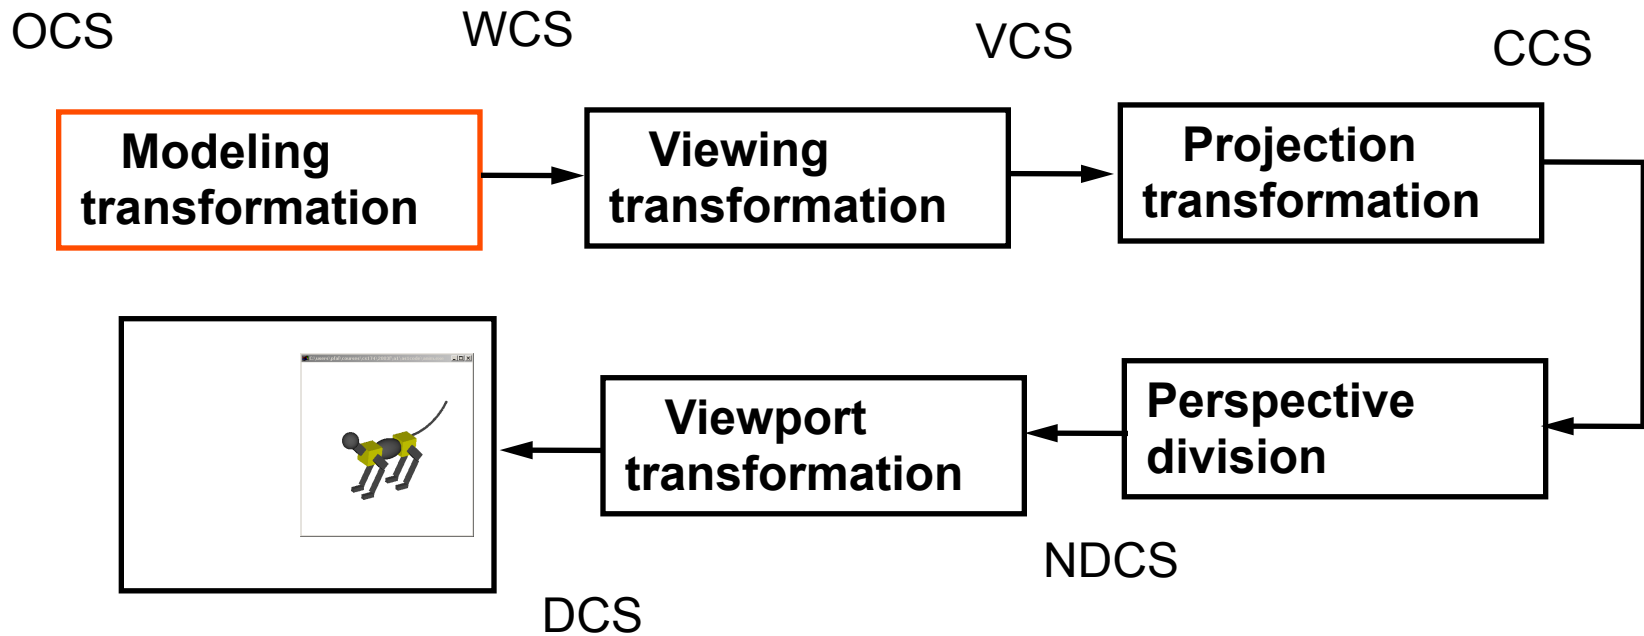 OCS
WCS
VCS
CCS
Modeling
transformation
Viewing
transformation
Projection
transformation
Viewport
transformation
Perspective
division
NDCS
DCS